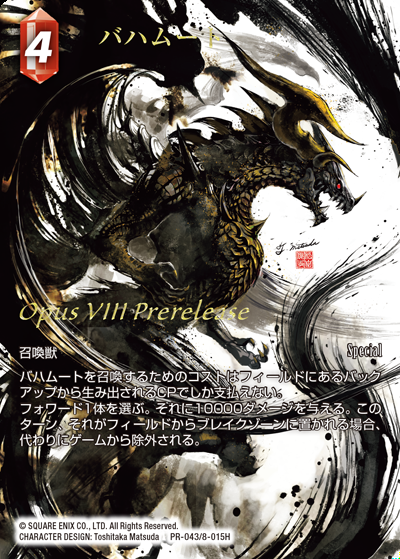 4
バハムート
T. Matsuda
Opus VIII Prerelease
召喚獣
Special
バハムートを召喚するためのコストはフィールドにあるバック
アップから生み出されるCPでしか支払えない。
フォワード1体を選ぶ。それに10000ダメージを与える。この
ターン、それがフィールドからブレイクゾーンに置かれる場合、
代わりにゲームから除外される。
© SQUARE ENIX CO., LTD. All Rights Reserved.
CHARACTER DESIGN: Toshitaka Matsuda PR-043/8-015H